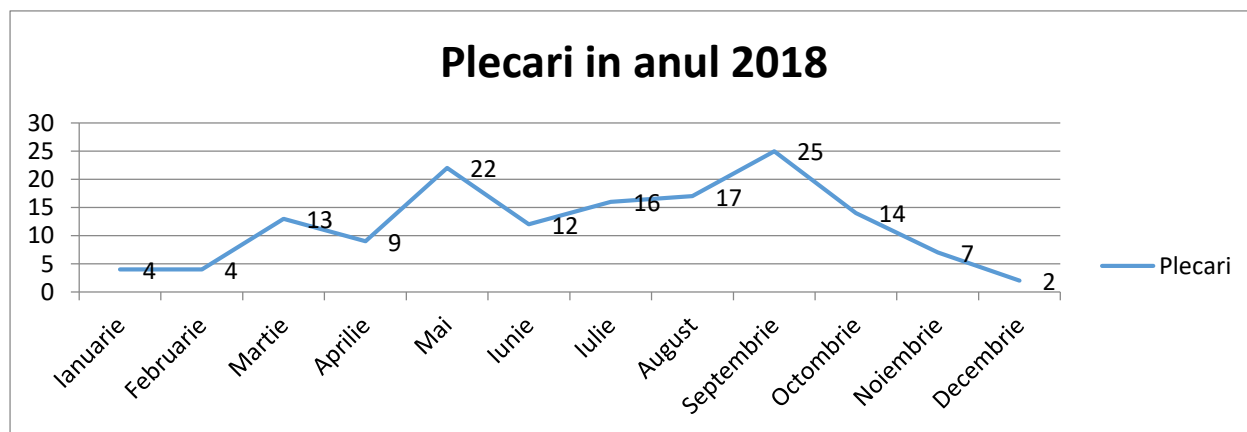 Plecari in anul 2018
30
25
20
15
10
5
0
4
4
13
9
22
12
16
17
25
14
7
2
Ianuarie
Februarie
Martie
Aprilie
Mai
Iunie
Iulie
August
Septembrie
Octombrie
Noiembrie
Decembrie
Plecari